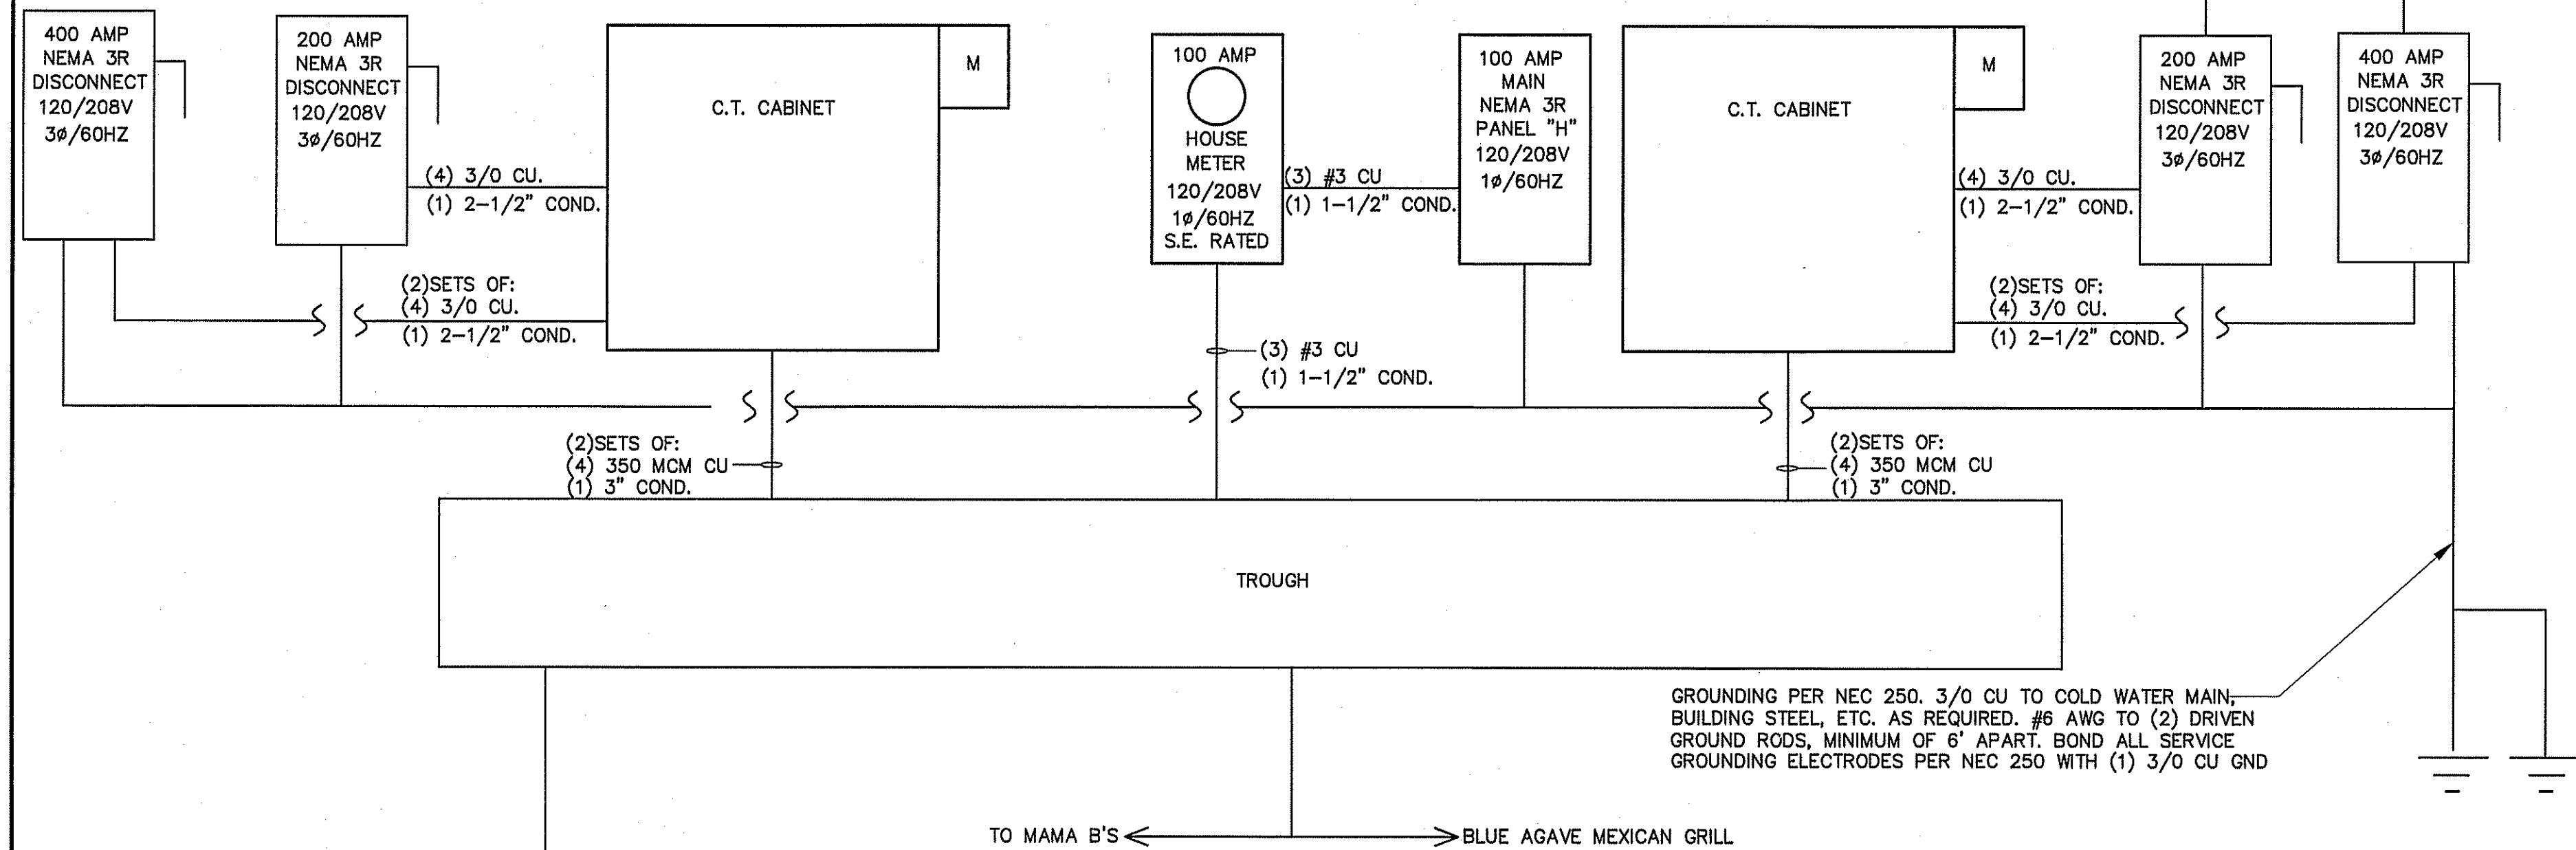 400 AMP
NEMA 3R
DISCONNECT
120/208V
3ø/60HZ
200 AMP
NEMA 3R
DISCONNECT
120/208V
3ø/60HZ
(4) 3/0 CU.
(1) 2-1/2" COND.
(2)SETS OF:
(4) 3/0 CU.
(1) 2-1/2" COND.
C.T. CABINET
M
100 AMP
HOUSE
METER
120/208V
1ø/60HZ
S.E. RATED
(3) #3 CU
(1) 1-1/2" COND.
100 AMP
MAIN
NEMA 3R
PANEL "H"
120/208V
1ø/60HZ
(3) #3 CU
(1) 1-1/2" COND.
C.T. CABINET
M
(4) 3/0 CU.
(1) 2-1/2" COND.
(2)SETS OF:
(4) 3/0 CU.
(1) 2-1/2" COND.
200 AMP
NEMA 3R
DISCONNECT
120/208V
3ø/60HZ
400 AMP
NEMA 3R
DISCONNECT
120/208V
3ø/60HZ
(2)SETS OF:
(4) 350 MCM CU
(1) 3" COND.
(2)SETS OF:
(4) 350 MCM CU
(1) 3" COND.
TROUGH
GROUNDING PER NEC 250. 3/0 CU TO COLD WATER MAIN,
BUILDING STEEL, ETC. AS REQUIRED. #6 AWG TO (2) DRIVEN
GROUND RODS, MINIMUM OF 6' APART. BOND ALL SERVICE
GROUNDING ELECTRODES PER NEC 250 WITH (1) 3/0 CU GND
TO MAMA B'S
BLUE AGAVE MEXICAN GRILL